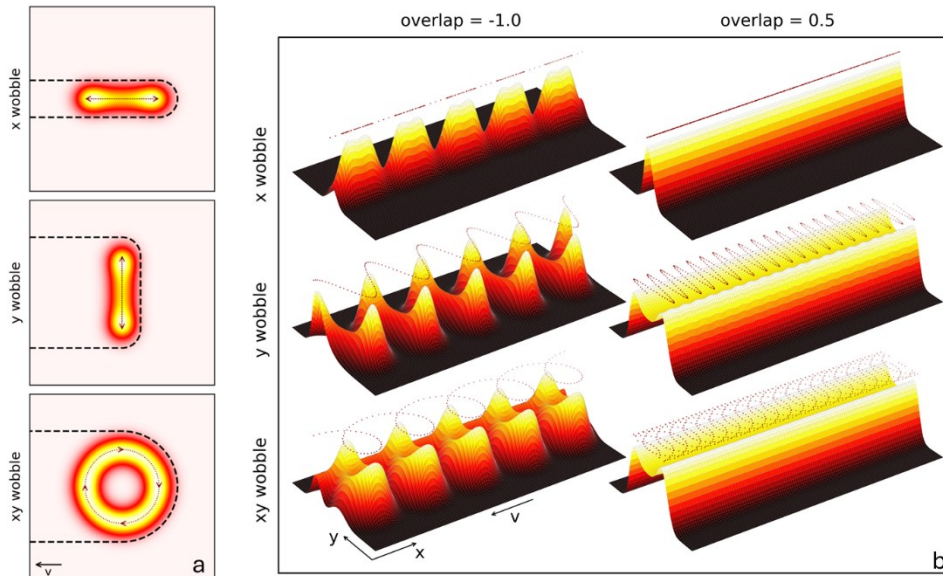 overlap = -1.0
overlap = 0.5
x wobble
x wobble
y wobble
y wobble
xy wobble
xy wobble
v
a
y
x
v
b